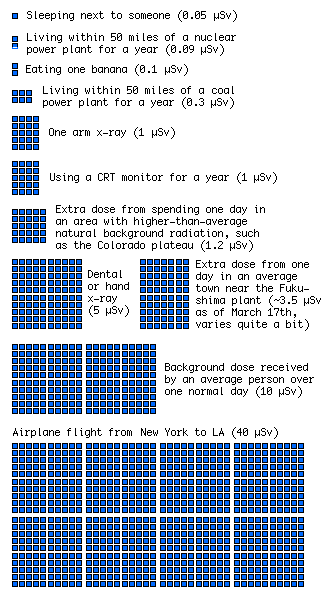 Sleeping next to someone (0.05 µSv)
Living within 50 miles of a nuclear
power plant for a year (0.09 µSv)
Eating one banana (0.1 µSv)
Living within 50 miles of a coal
power plant for a year (0.3 µSv)
One arm x-ray (1 µSv)
Using a CRT monitor for a year (1 µSv)
Extra dose from spending one day in
an area with higher-than-average
natural background radiation, such
as the Colorado plateau (1.2 µSv)
Dental
or hand
x-ray
(5 µSv)
Extra dose from one
day in an average
town near the Fuku-
shima plant (~3.5 µSv
as of March 17th,
varies quite a bit)
Background dose received
by an average person over
one normal day (10 µSv)
Airplane flight from New York to LA (40 µSv)